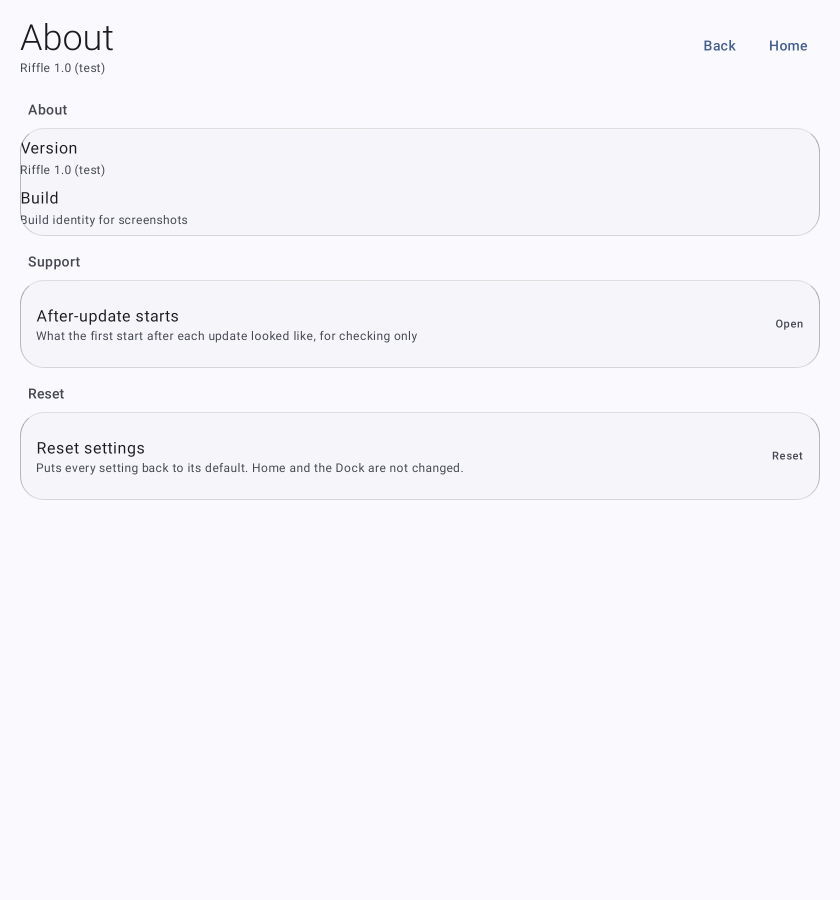 About
Riffle 1.0 (test)
Back
Home
About
Version
Riffle 1.0 (test)
Build
Build identity for screenshots
Support
After-update starts
What the first start after each update looked like, for checking only
Open
Reset
Reset settings
Puts every setting back to its default. Home and the Dock are not changed.
Reset